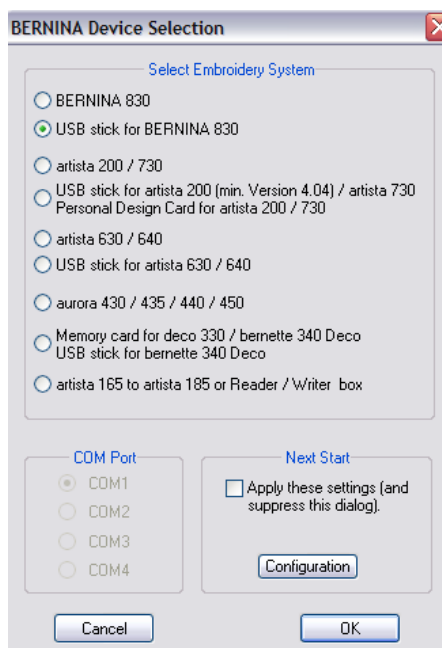 BERNINA Device Selection
Select Embroidery System
BERNINA 830
USB stick for BERNINA 830
artista 200 / 730
USB stick for artista 200 (min. Version 4.04) / artista 730
Personal Design Card for artista 200 / 730
artista 630 / 640
USB stick for artista 630 / 640
aurora 430 / 435 / 440 / 450
Memory card for deco 330 / bernette 340 Deco
USB stick for bernette 340 Deco
artista 165 to artista 185 or Reader / Writer box
COM Port
COM1
COM2
COM3
COM4
Next Start
Apply these settings (and
suppress this dialog).
Configuration
Cancel
OK